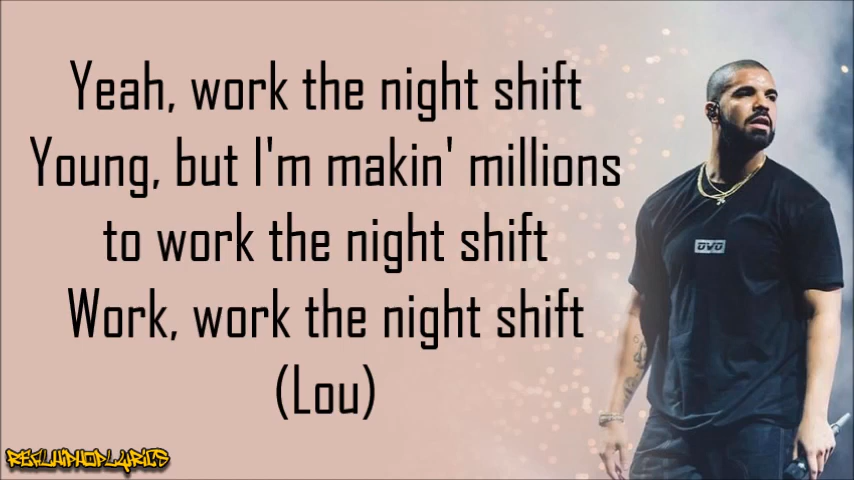 Yeah, work the night shift
Young, but I'm makin' millions
to work the night shift
Work, work the night shift
(Lou)
OVO
REALHIPHOPLYRICS